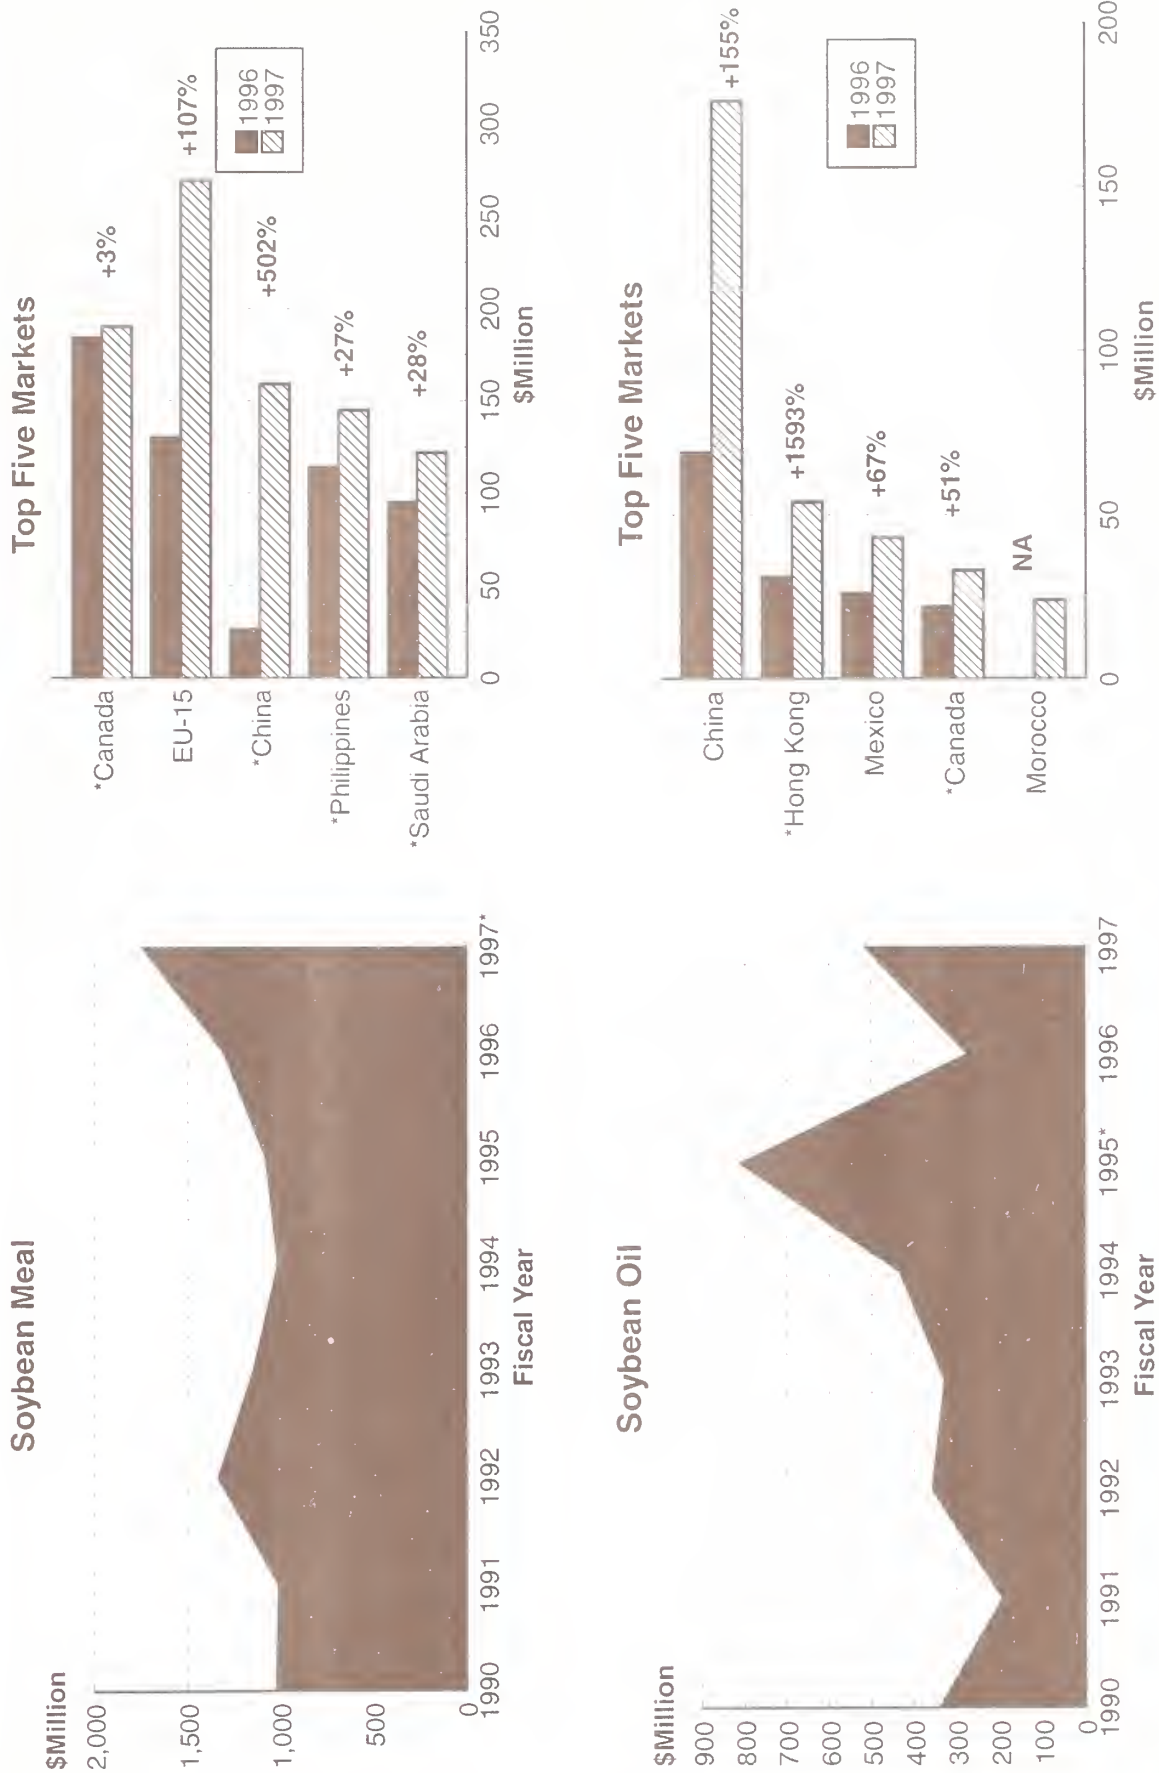 Soybean Meal
$Million
2,000
1,500
1,000
500
0
1990
1991
1992
1993
1994
1995
1996
1997*
Fiscal Year
Top Five Markets
*Canada
EU-15
*China
*Philippines
*Saudi Arabia
+3%
+107%
+502%
+27%
+28%
1996
1997
0
50
100
150
200
250
300
350
$Million
Soybean Oil
$Million
900
800
700
600
500
400
300
200
100
0
1990
1991
1992
1993
1994
1995*
1996
1997
Fiscal Year
Top Five Markets
China
*Hong Kong
Mexico
*Canada
Morocco
+155%
+1593%
+67%
+51%
NA
1996
1997
0
50
100
150
200
$Million